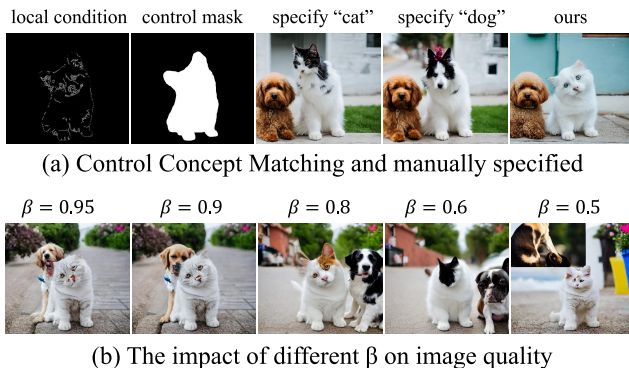 local condition control mask specify “cat” specify “dog” ours
(a) Control Concept Matching and manually specified
β = 0.95 β = 0.9 β = 0.8 β = 0.6 β = 0.5
(b) The impact of different β on image quality